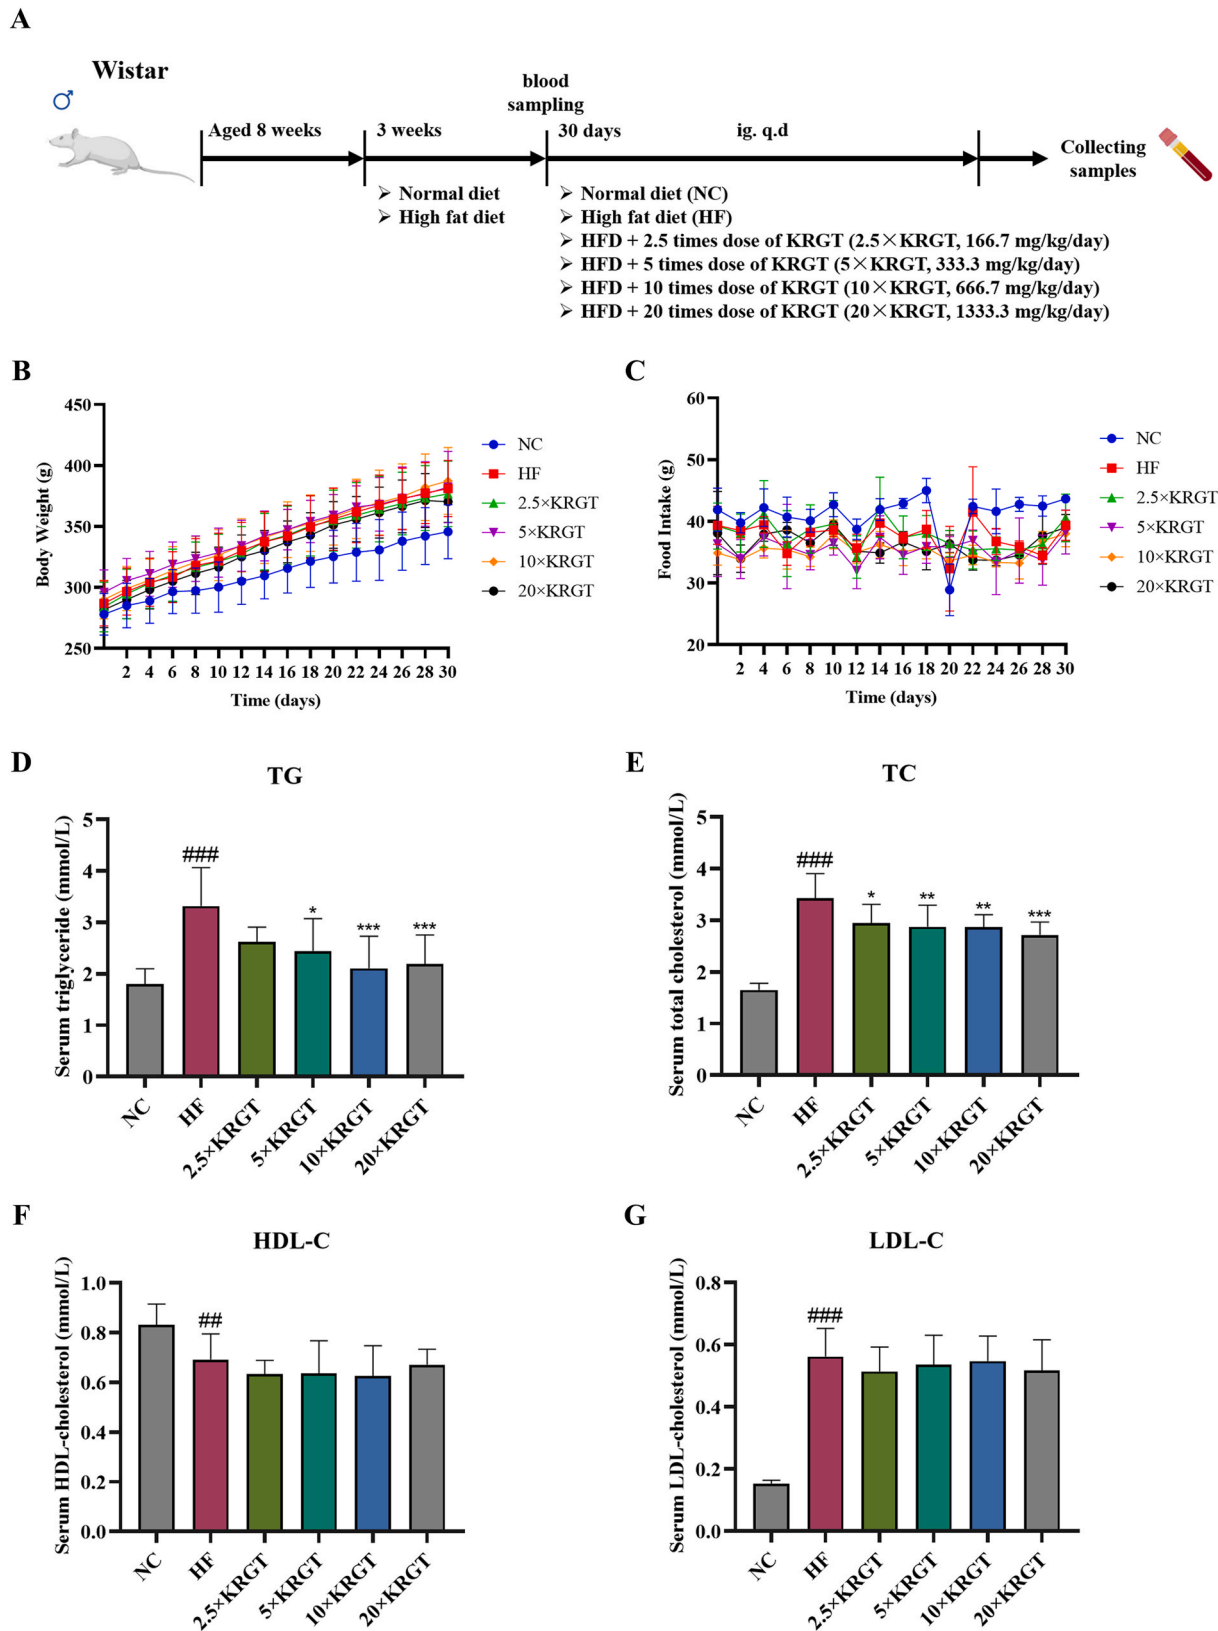 A
Wistar
♂
blood
sampling
Aged 8 weeks
3 weeks
30 days
ig. q.d
Collecting
samples
➢ Normal diet
➢ High fat diet
➢ Normal diet (NC)
➢ High fat diet (HF)
➢ HFD + 2.5 times dose of KRGT (2.5×KRGT, 166.7 mg/kg/day)
➢ HFD + 5 times dose of KRGT (5×KRGT, 333.3 mg/kg/day)
➢ HFD + 10 times dose of KRGT (10×KRGT, 666.7 mg/kg/day)
➢ HFD + 20 times dose of KRGT (20×KRGT, 1333.3 mg/kg/day)
B
Body Weight (g)
450
400
350
300
250
2 4 6 8 10 12 14 16 18 20 22 24 26 28 30
Time (days)
NC
HF
2.5×KRGT
5×KRGT
10×KRGT
20×KRGT
C
Food Intake (g)
60
50
40
30
20
2 4 6 8 10 12 14 16 18 20 22 24 26 28 30
Time (days)
NC
HF
2.5×KRGT
5×KRGT
10×KRGT
20×KRGT
D
TG
Serum triglyceride (mmol/L)
5
4
3
2
1
0
###
*
***
***
NC
HF
2.5×KRGT
5×KRGT
10×KRGT
20×KRGT
E
TC
Serum total cholesterol (mmol/L)
5
4
3
2
1
0
###
*
**
**
***
NC
HF
2.5×KRGT
5×KRGT
10×KRGT
20×KRGT
F
HDL-C
Serum HDL-cholesterol (mmol/L)
1.0
0.8
0.6
0.4
0.2
0.0
##
NC
HF
2.5×KRGT
5×KRGT
10×KRGT
20×KRGT
G
LDL-C
Serum LDL-cholesterol (mmol/L)
0.8
0.6
0.4
0.2
0.0
###
NC
HF
2.5×KRGT
5×KRGT
10×KRGT
20×KRGT